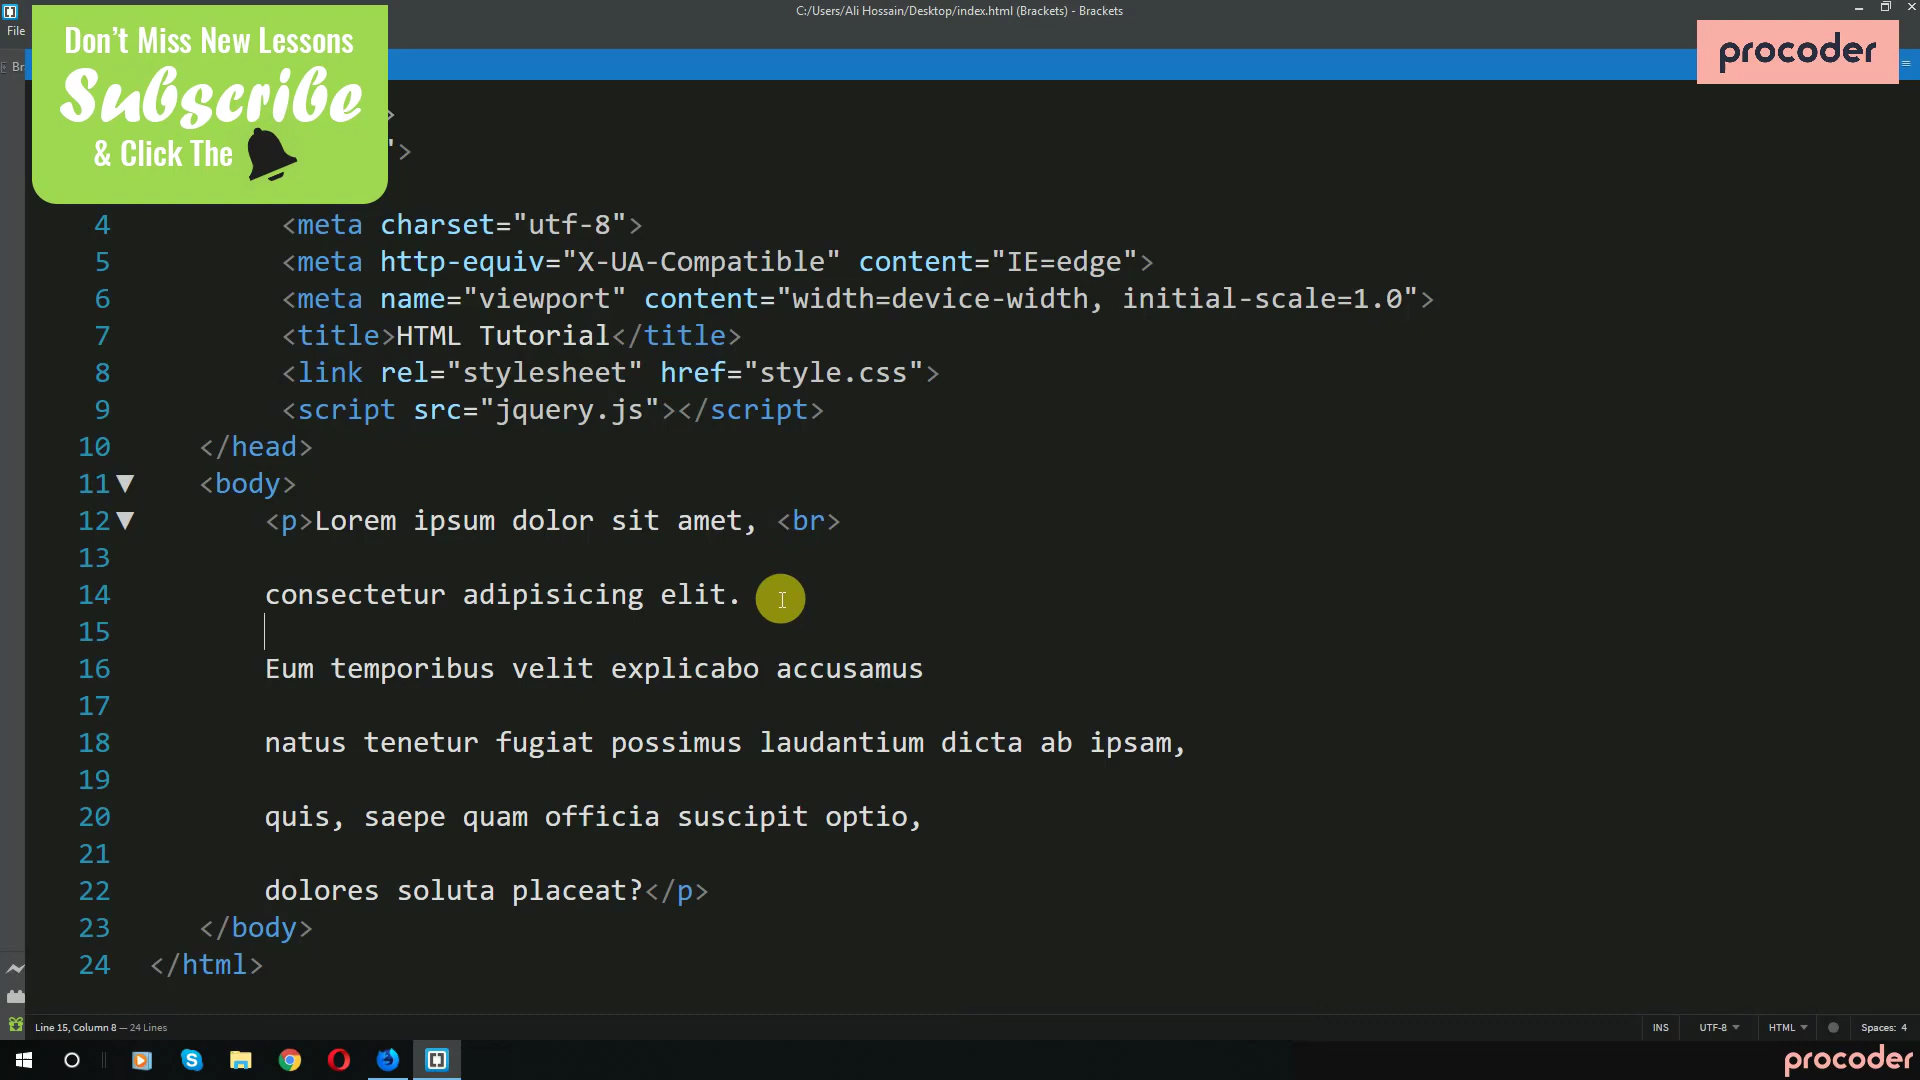 C:/Users/Ali Hossain/Desktop/index.html (Brackets) - Brackets
File
Br
Don't Miss New Lessons
Subscribe
& Click The
procoder
>
">
4 <meta charset="utf-8">
5 <meta http-equiv="X-UA-Compatible" content="IE=edge">
6 <meta name="viewport" content="width=device-width, initial-scale=1.0">
7 <title>HTML Tutorial</title>
8 <link rel="stylesheet" href="style.css">
9 <script src="jquery.js"></script>
10 </head>
11 <body>
12 <p>Lorem ipsum dolor sit amet, <br>
13
14 consectetur adipisicing elit.
15
16 Eum temporibus velit explicabo accusamus
17
18 natus tenetur fugiat possimus laudantium dicta ab ipsam,
19
20 quis, saepe quam officia suscipit optio,
21
22 dolores soluta placeat?</p>
23 </body>
24 </html>
Line 15, Column 8 — 24 Lines
INS UTF-8 HTML Spaces: 4
procoder